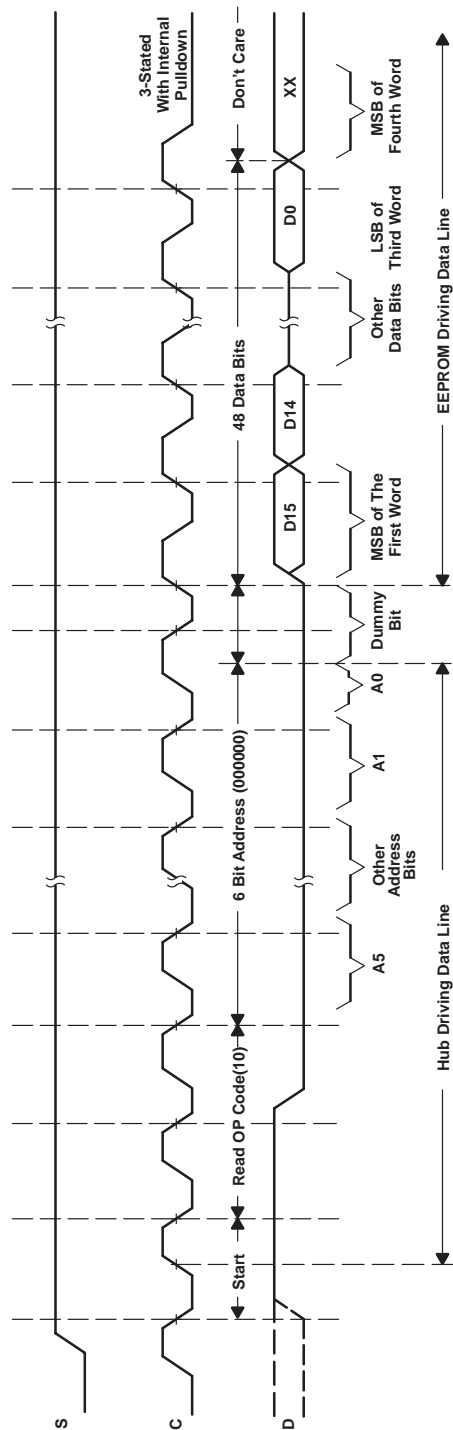 S
C
3-Stated
With Internal
Pulldown
Start
Read OP Code(10)
6 Bit Address (000000)
48 Data Bits
Don't Care
D
D15
D14
D0
XX
A5
Other
Address
Bits
A1
A0
Dummy
Bit
MSB of The
First Word
Other
Data Bits
LSB of
Third Word
MSB of
Fourth Word
Hub Driving Data Line
EEPROM Driving Data Line